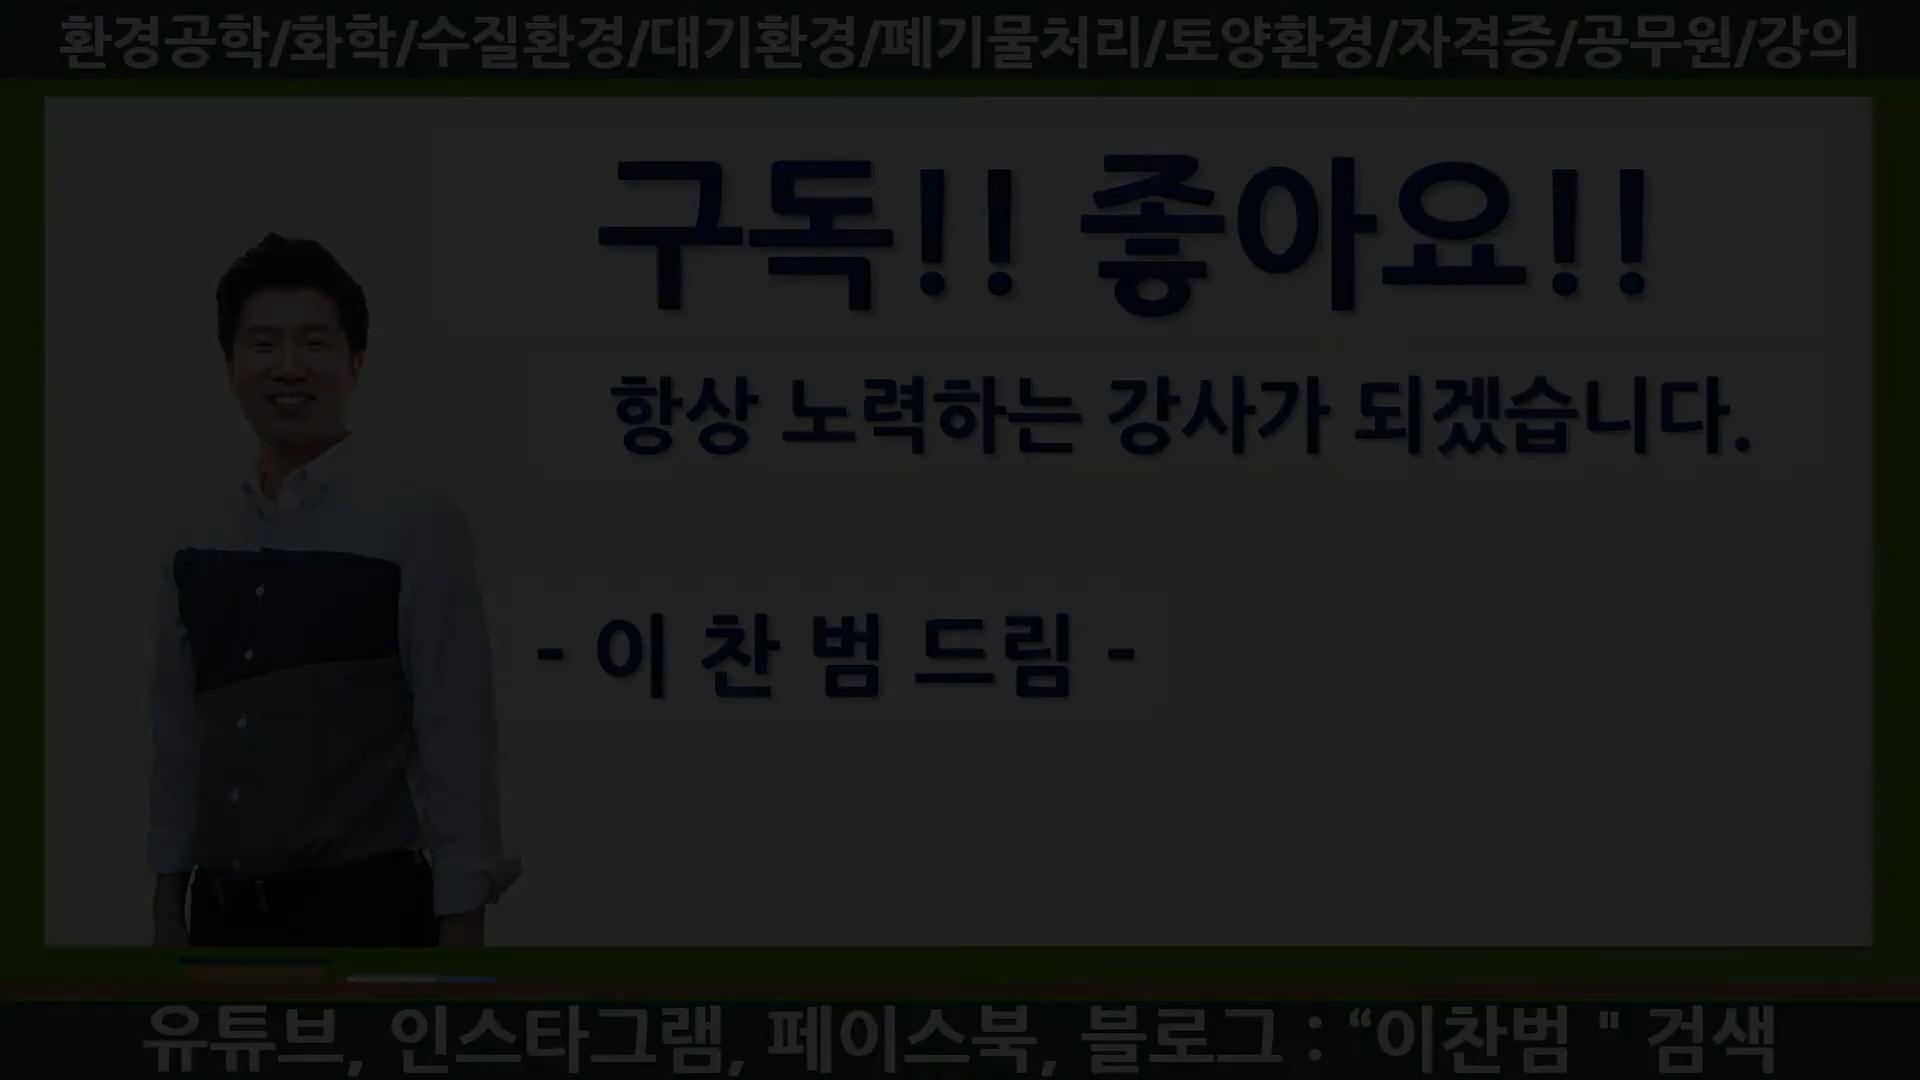 환경공학/화학/수질환경/대기환경/폐기물처리/토양환경/자격증/공무원/강의
구독!! 좋아요!!
항상 노력하는 강사가 되겠습니다.
- 이 찬 범 드림 -
유튜브, 인스타그램, 페이스북, 블로그 : “이찬범 " 검색